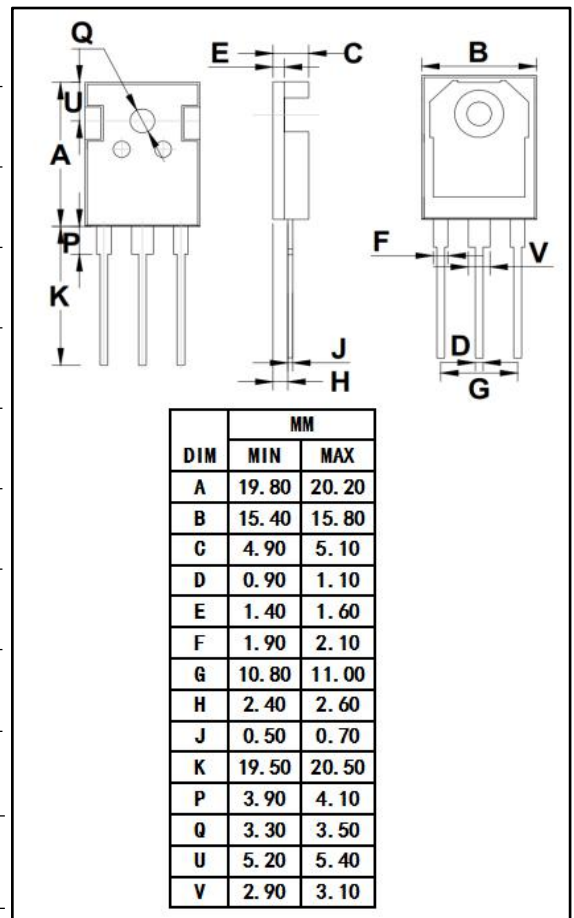 Q
E C B
U
A
P
K
F V
J D
H G
MM
DIM MIN MAX
A 19.80 20.20
B 15.40 15.80
C 4.90 5.10
D 0.90 1.10
E 1.40 1.60
F 1.90 2.10
G 10.80 11.00
H 2.40 2.60
J 0.50 0.70
K 19.50 20.50
P 3.90 4.10
Q 3.30 3.50
U 5.20 5.40
V 2.90 3.10